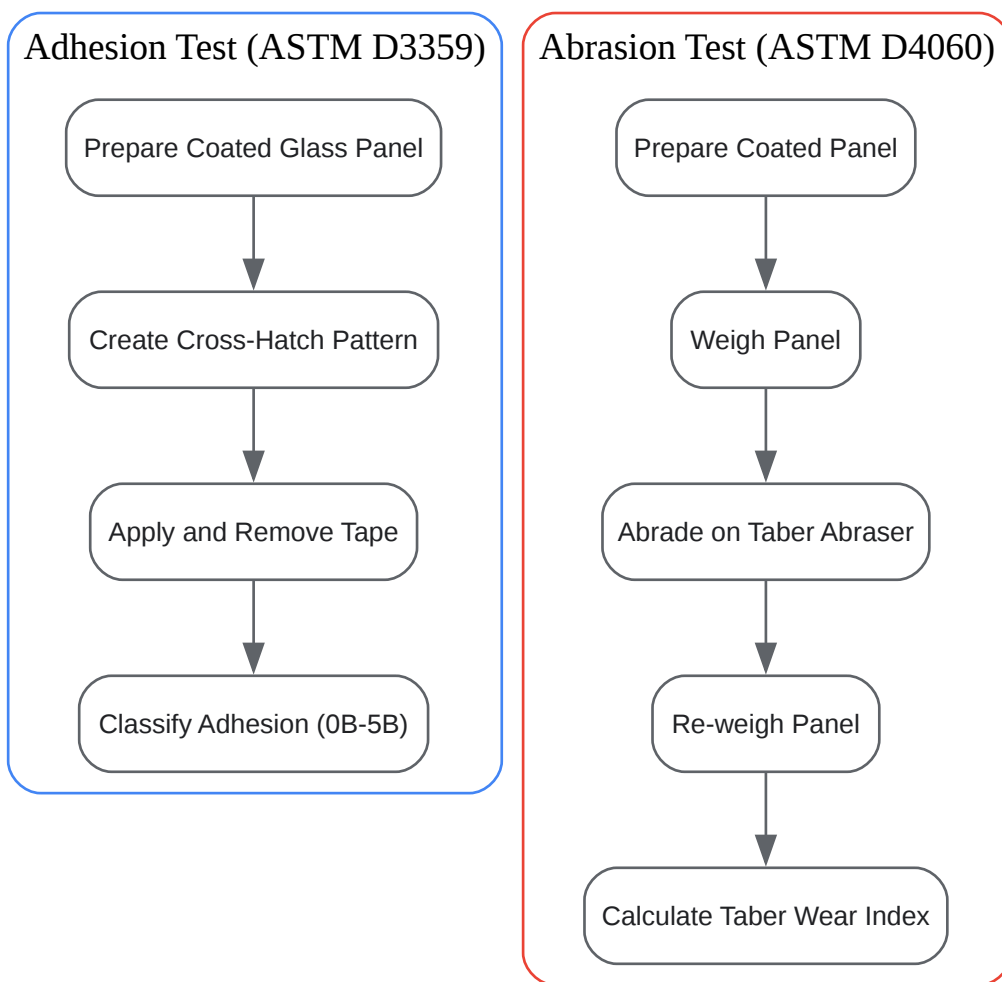 Adhesion Test (ASTM D3359)
Prepare Coated Glass Panel
Create Cross-Hatch Pattern
Apply and Remove Tape
Classify Adhesion (0B-5B)
Abrasion Test (ASTM D4060)
Prepare Coated Panel
Weigh Panel
Abrade on Taber Abraser
Re-weigh Panel
Calculate Taber Wear Index